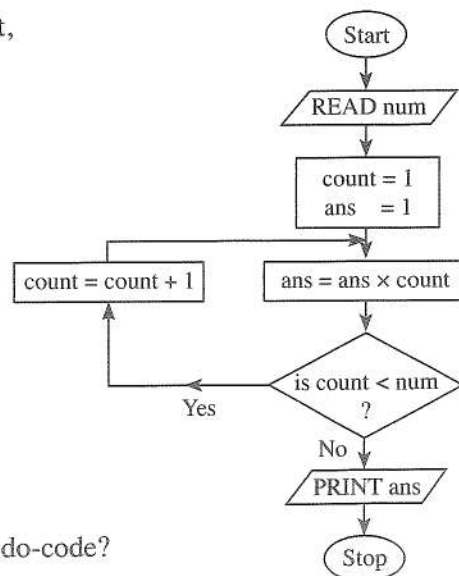 t,
Start
READ num
count = 1
ans = 1
count = count + 1
ans = ans × count
is count < num
?
Yes
No
PRINT ans
do-code?
Stop